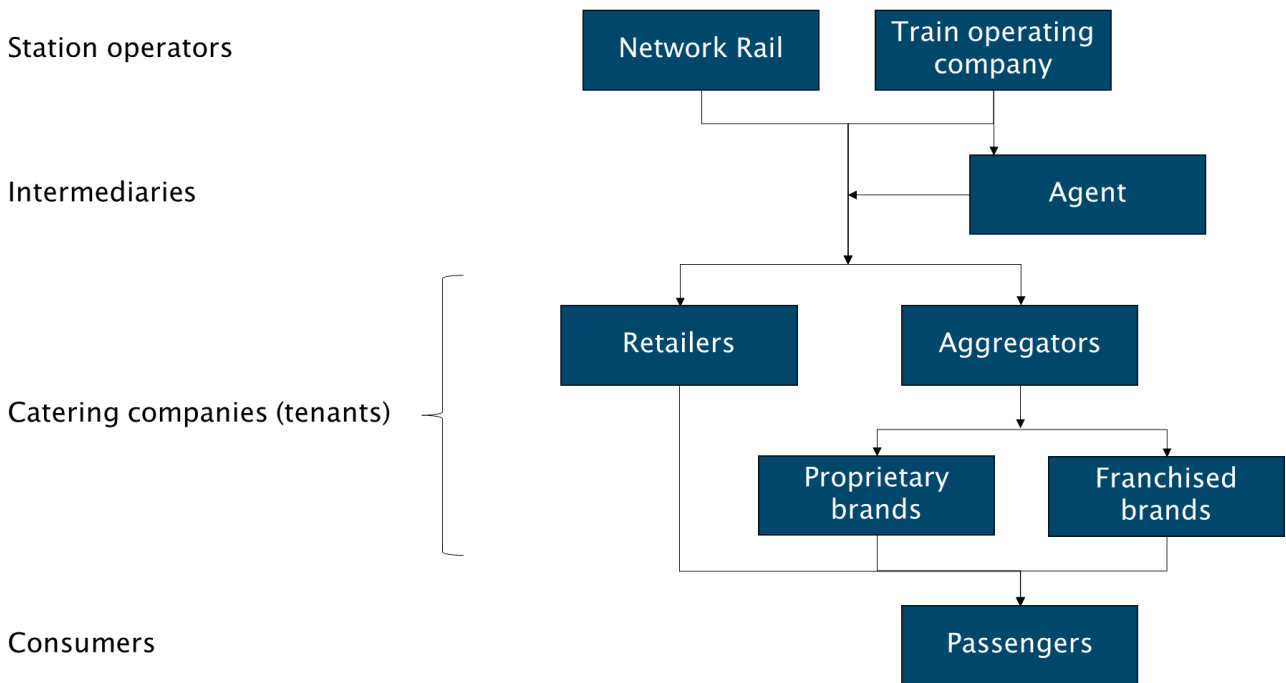 Station operators
Network Rail
Train operating
company
Intermediaries
Agent
Retailers
Aggregators
Catering companies (tenants)
Proprietary
brands
Franchised
brands
Consumers
Passengers